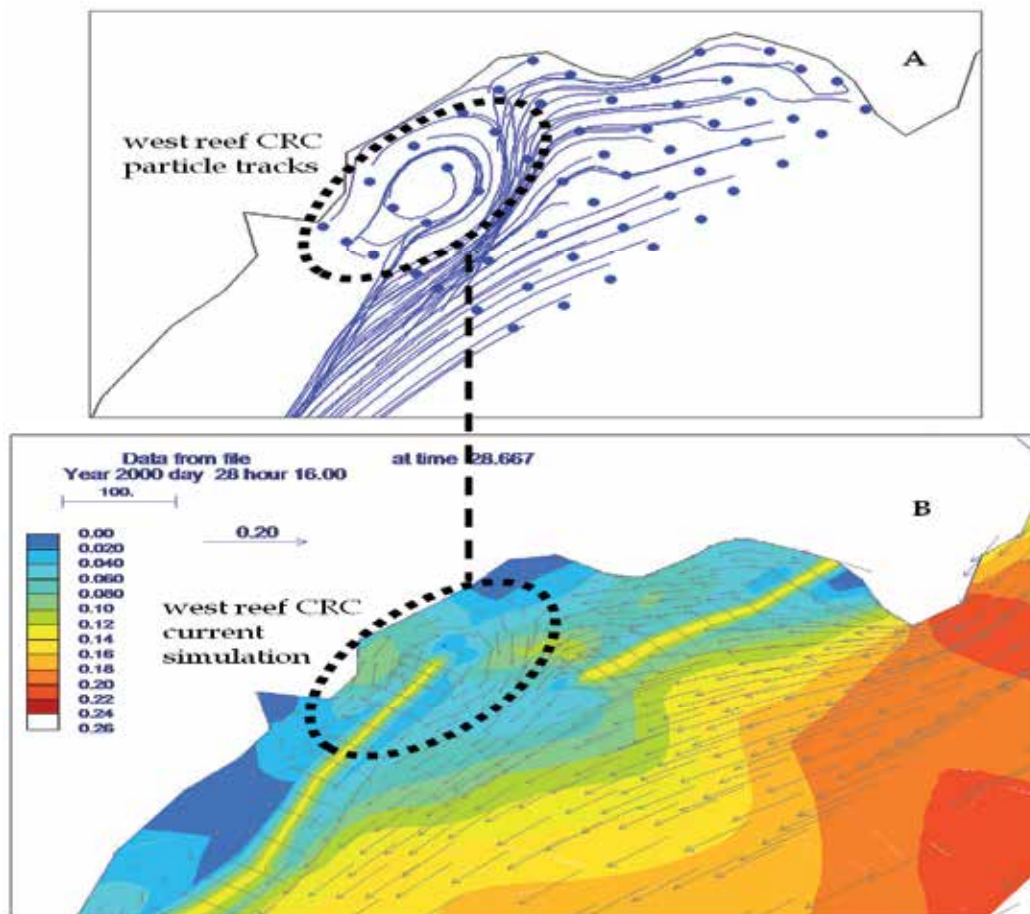 A
west reef CRC
particle tracks
Data from file at time 28.667
Year 2000 day 28 hour 16.00
100.
B
0.20
0.00
0.020
0.040
0.060
0.080
0.10
0.12
0.14
0.16
0.18
0.20
0.22
0.24
0.26
west reef CRC
current
simulation